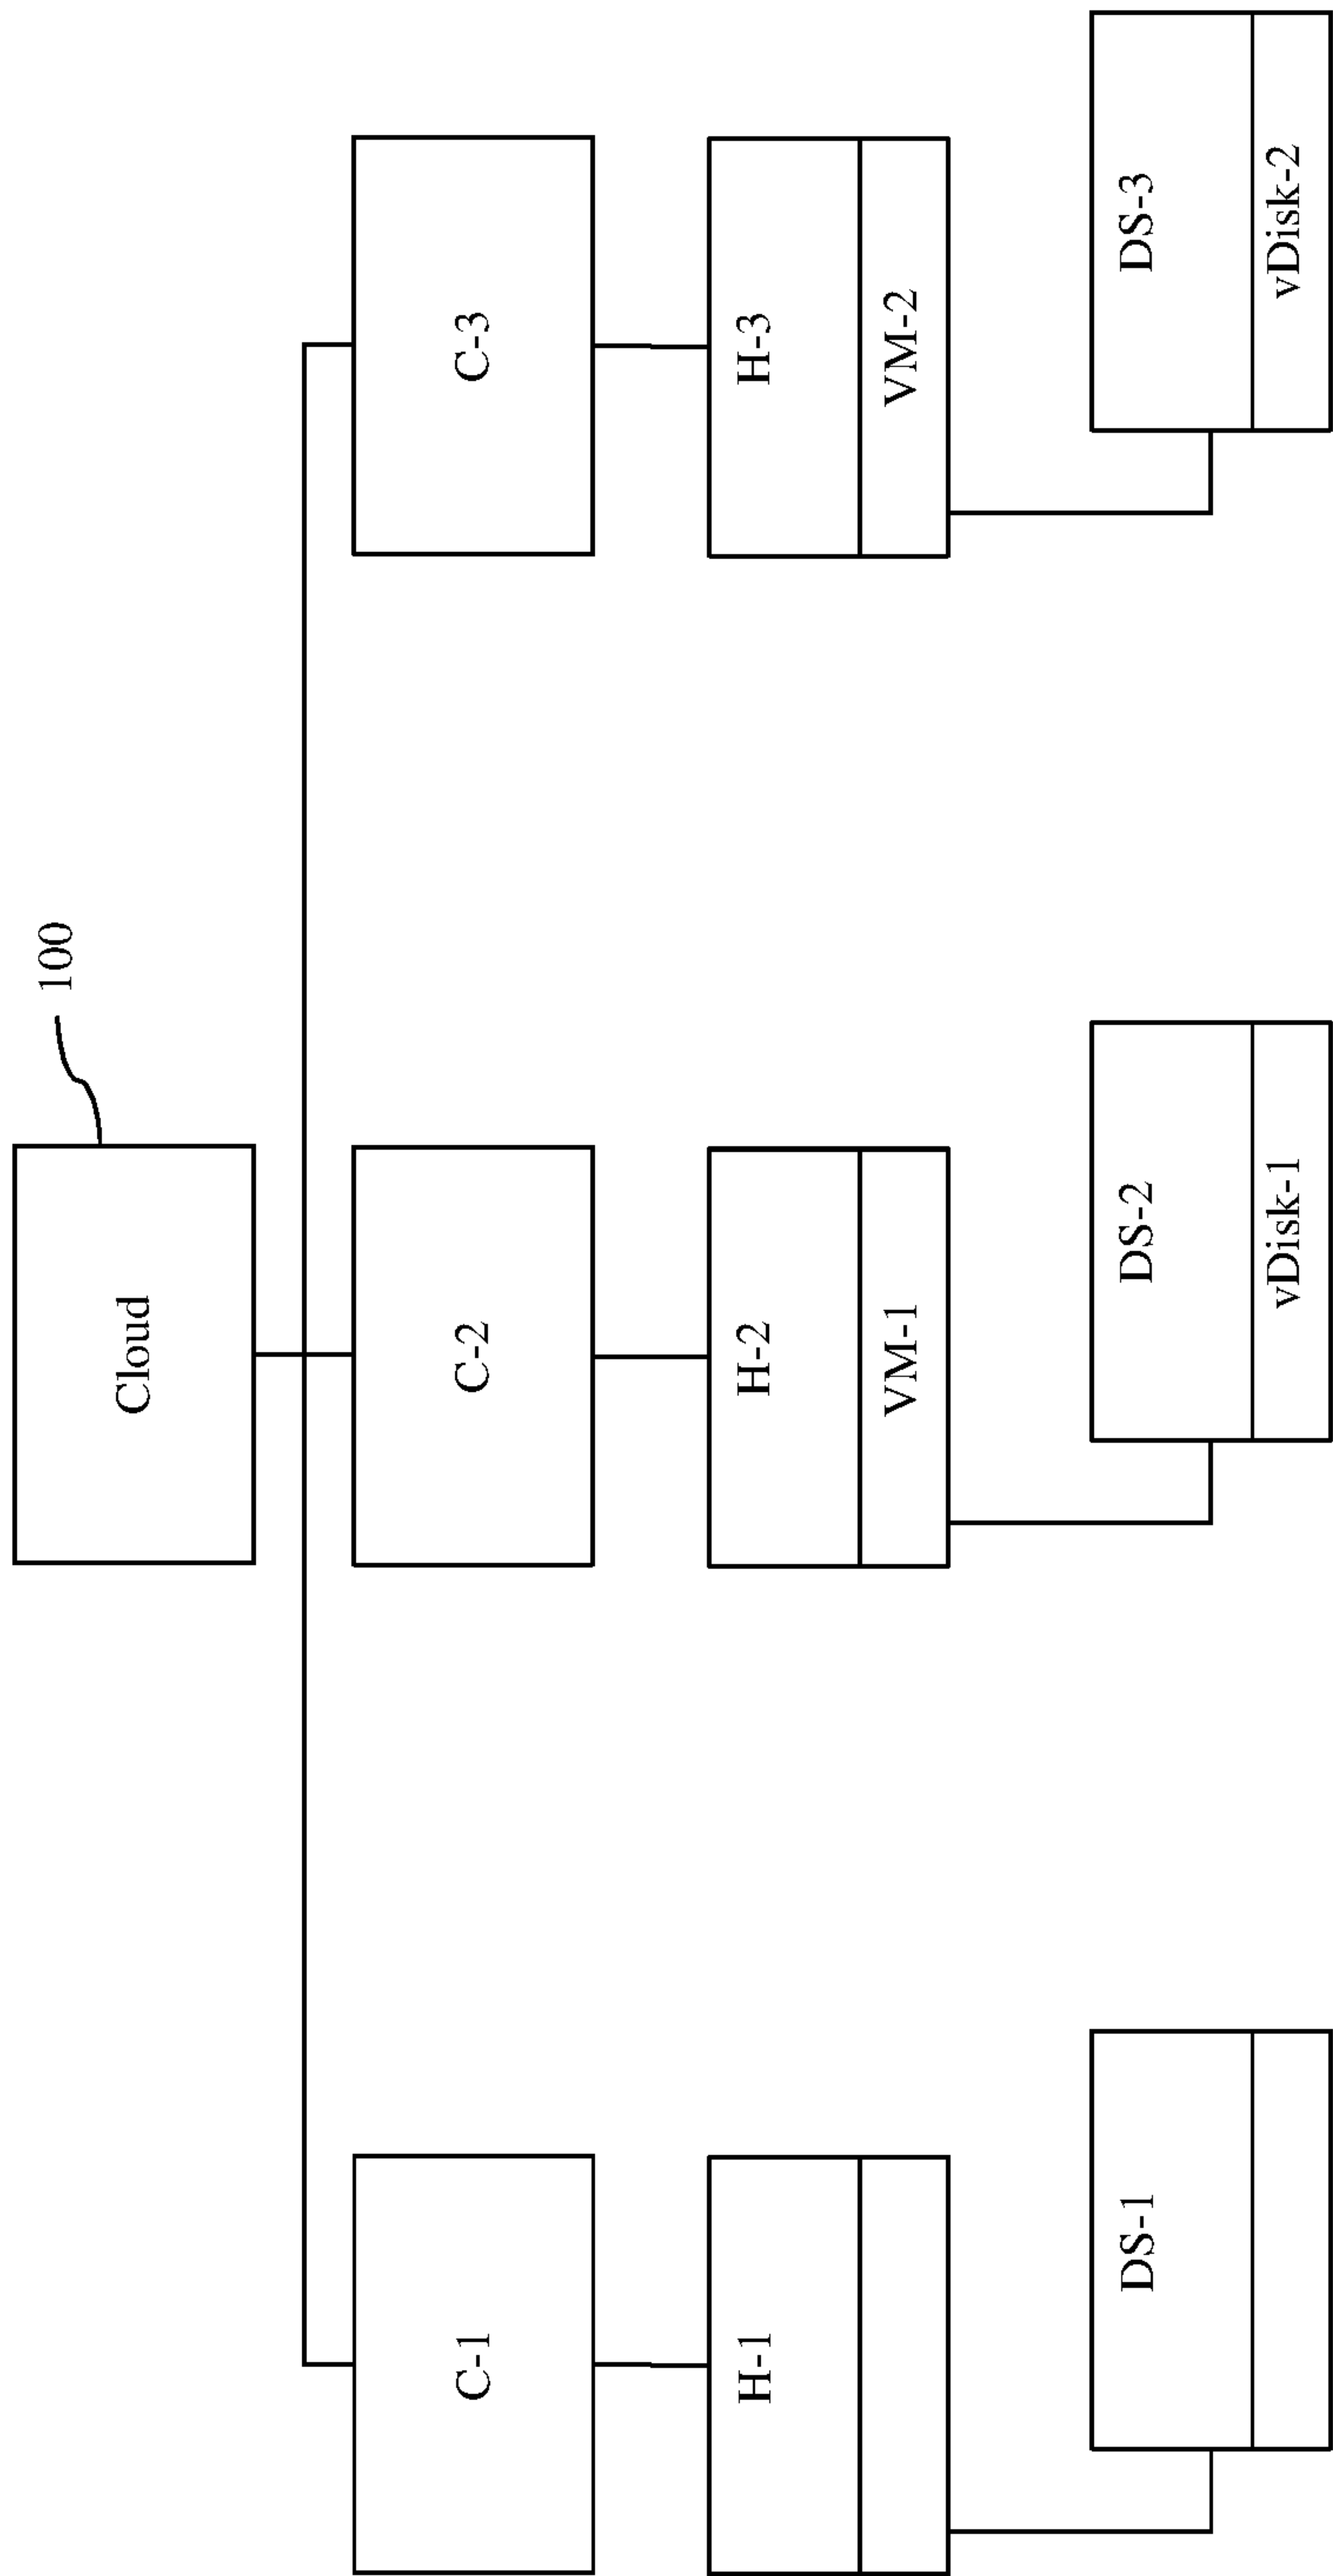 100
Cloud
C-1
C-2
C-3
H-1
H-2
VM-1
H-3
VM-2
DS-1
DS-2
vDisk-1
DS-3
vDisk-2